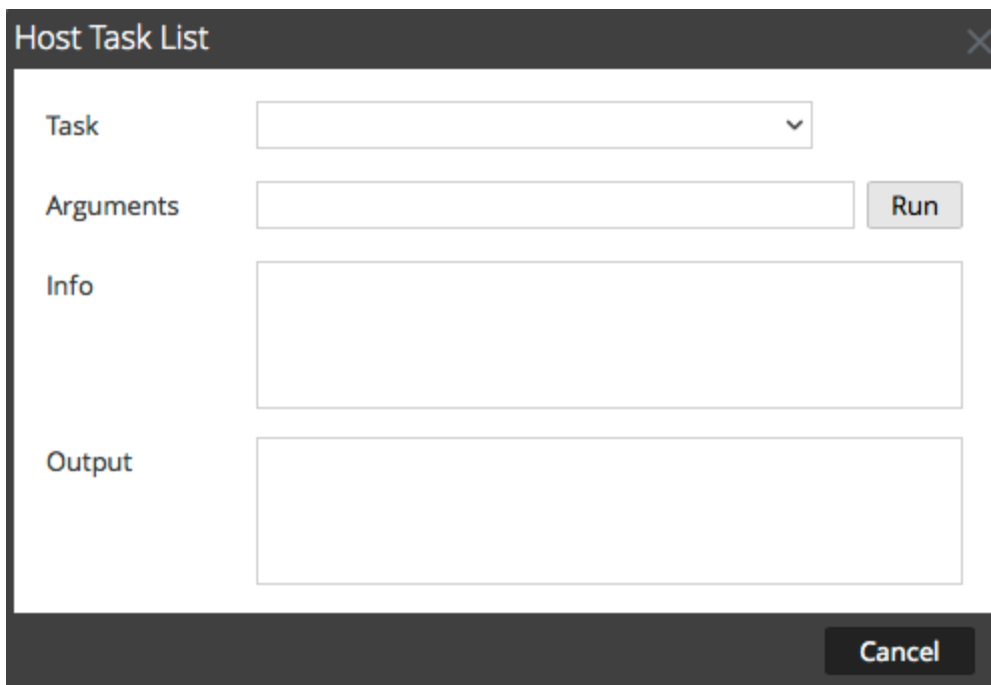 Host Task List
Task
Arguments
Run
Info
Output
Cancel